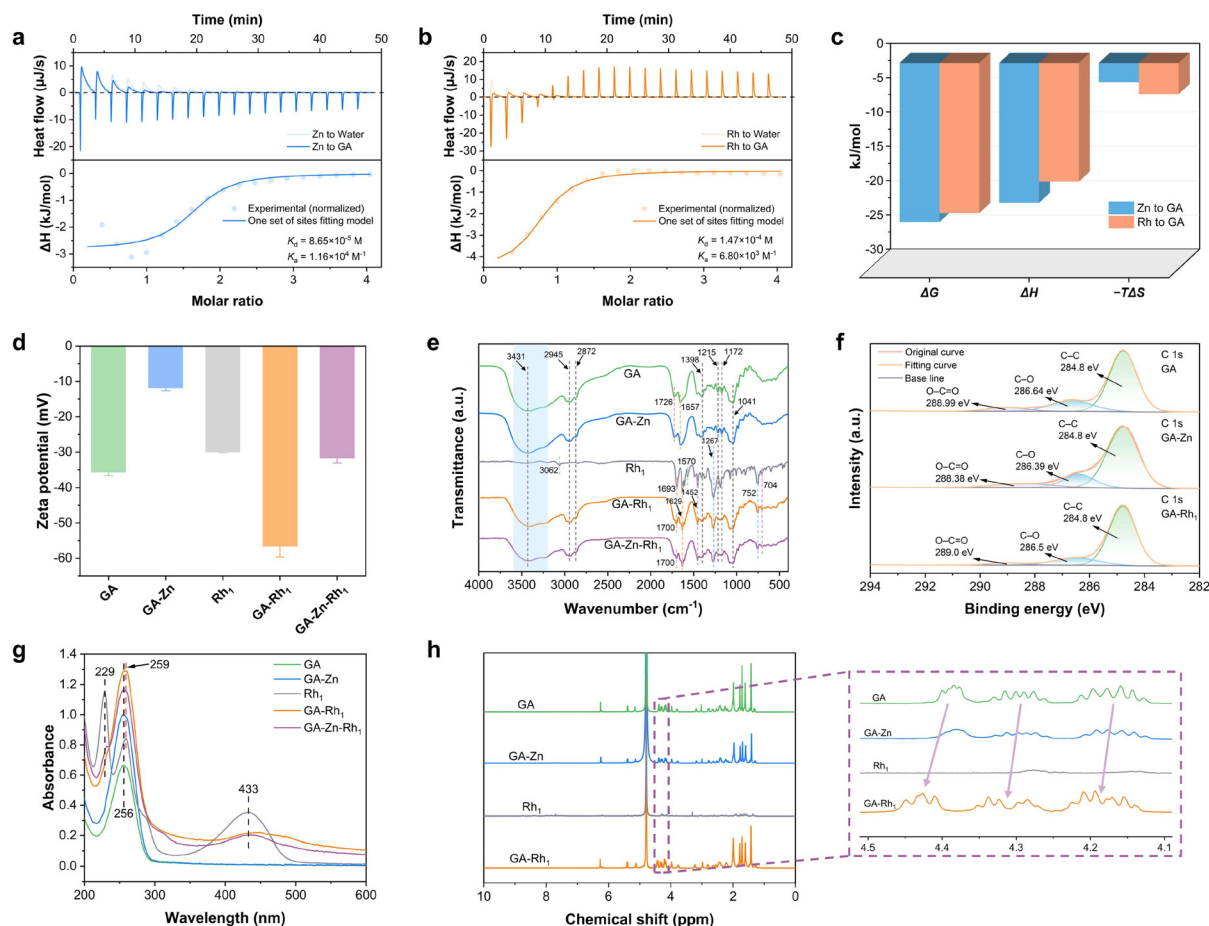 a
Time (min)
0 10 20 30 40 50
Heat flow (µJ/s)
10
0
-10
-20
Zn to Water
Zn to GA
ΔH (kJ/mol)
0
-1
-2
-3
Experimental (normalized)
One set of sites fitting model
Kd = 8.65×10⁻⁵ M
Ka = 1.16×10⁴ M⁻¹
0 1 2 3 4
Molar ratio
b
Time (min)
0 10 20 30 40 50
Heat flow (µJ/s)
10
0
-10
-20
Rh to Water
Rh to GA
ΔH (kJ/mol)
0
-1
-2
-3
-4
Experimental (normalized)
One set of sites fitting model
Kd = 1.47×10⁻⁴ M
Ka = 6.80×10³ M⁻¹
0 1 2 3 4
Molar ratio
c
kJ/mol
0
-5
-10
-15
-20
-25
-30
Zn to GA
Rh to GA
ΔG ΔH −TΔS
d
Zeta potential (mV)
0
-10
-20
-30
-40
-50
-60
GA GA-Zn Rh₁ GA-Rh₁ GA-Zn-Rh₁
e
Transmittance (a.u.)
3431 2945 2872 1398 1215 1172
GA
1726 1657 1041
GA-Zn
1267
3062 Rh₁ 1570
1693 1452 704
1629 752
GA-Rh₁
1700
GA-Zn-Rh₁
1700
4000 3500 3000 2500 2000 1500 1000 500
Wavenumber (cm⁻¹)
f
Intensity (a.u.)
Original curve
Fitting curve
Base line
C–C
284.8 eV
C 1s
GA
C–O
286.64 eV
O–C=O
288.99 eV
C–C
284.8 eV
C 1s
GA-Zn
C–O
286.39 eV
O–C=O
288.38 eV
C–C
284.8 eV
C 1s
GA-Rh₁
C–O
286.5 eV
O–C=O
289.0 eV
294 292 290 288 286 284 282
Binding energy (eV)
g
Absorbance
1.4
1.2
1.0
0.8
0.6
0.4
0.2
0.0
229 259
256
433
GA
GA-Zn
Rh₁
GA-Rh₁
GA-Zn-Rh₁
200 250 300 350 400 450 500 550 600
Wavelength (nm)
h
GA
GA-Zn
Rh₁
GA-Rh₁
10 8 6 4 2 0
Chemical shift (ppm)
GA
GA-Zn
Rh₁
GA-Rh₁
4.5 4.4 4.3 4.2 4.1